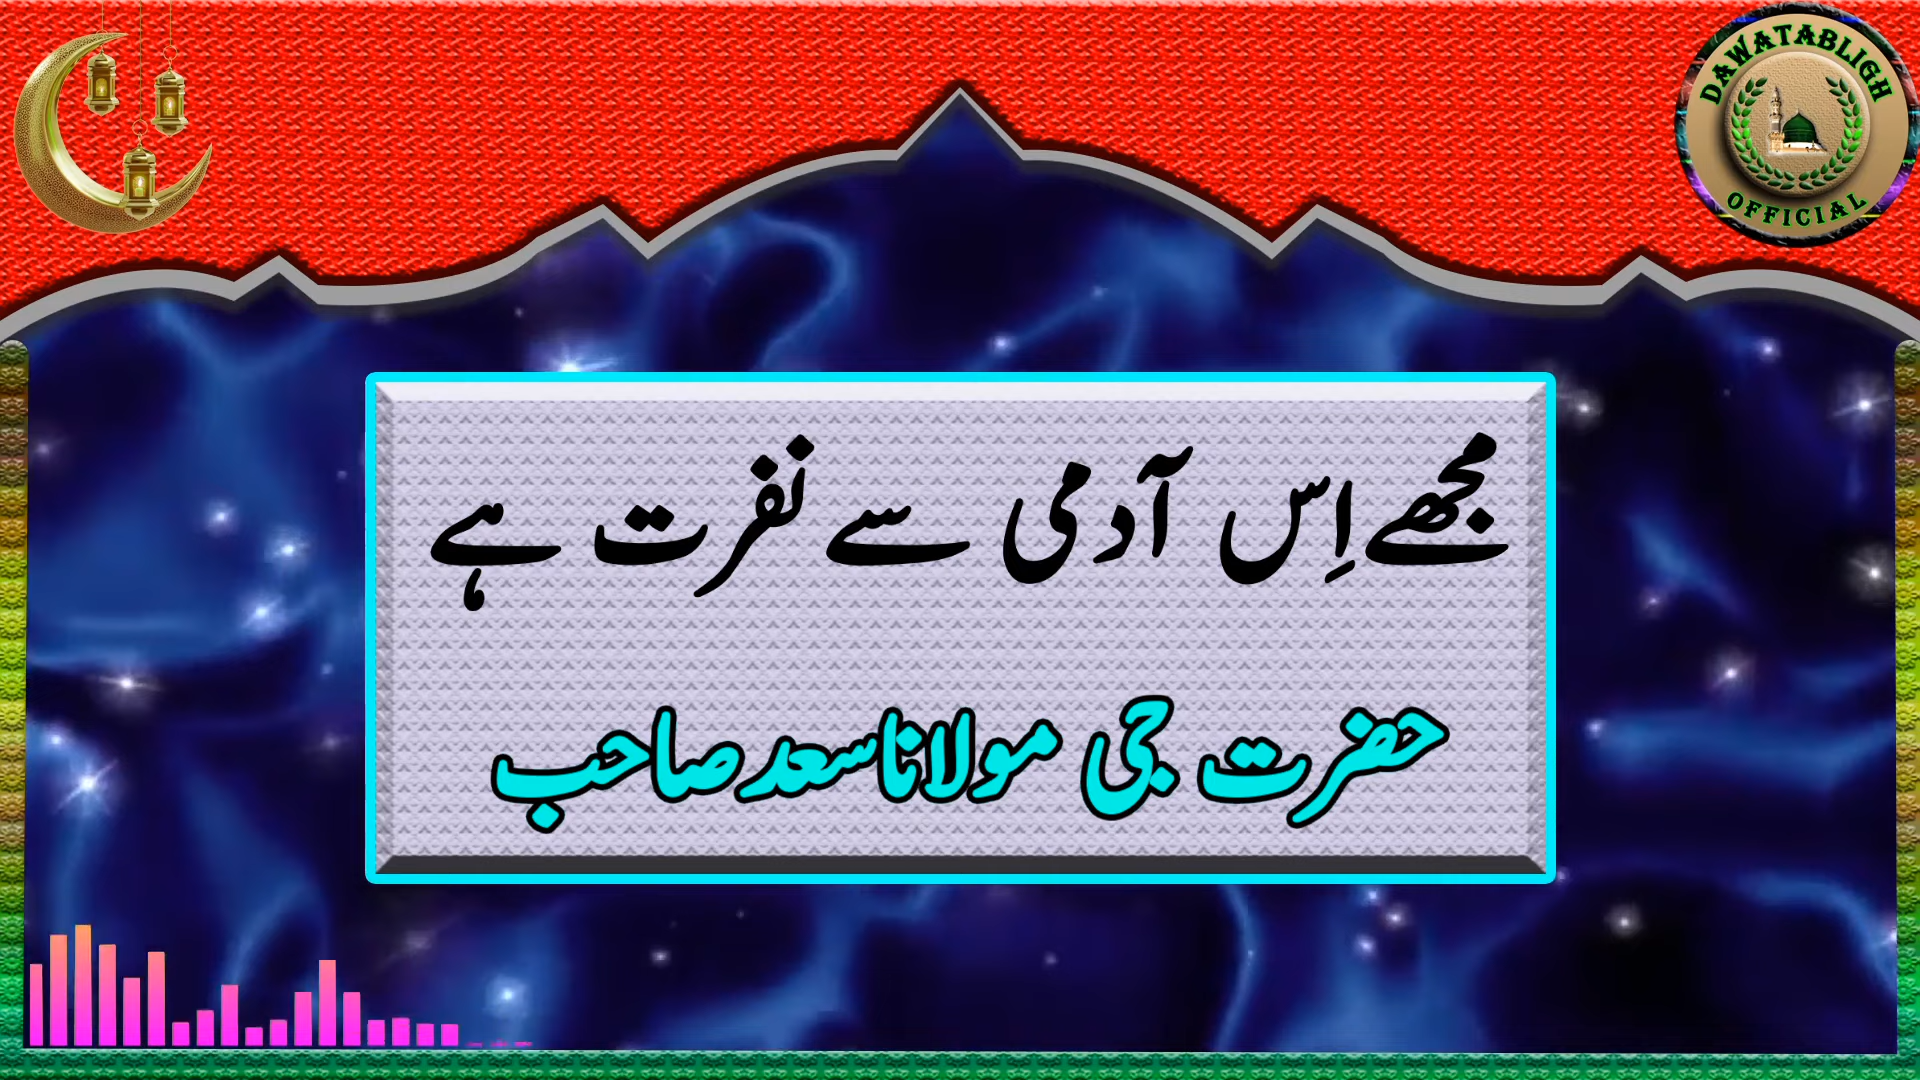 DAWATABLIGH
OFFICIAL
مجھے اِس آدمی سے نفرت ہے
حضرت جی مولانا سعد صاحب